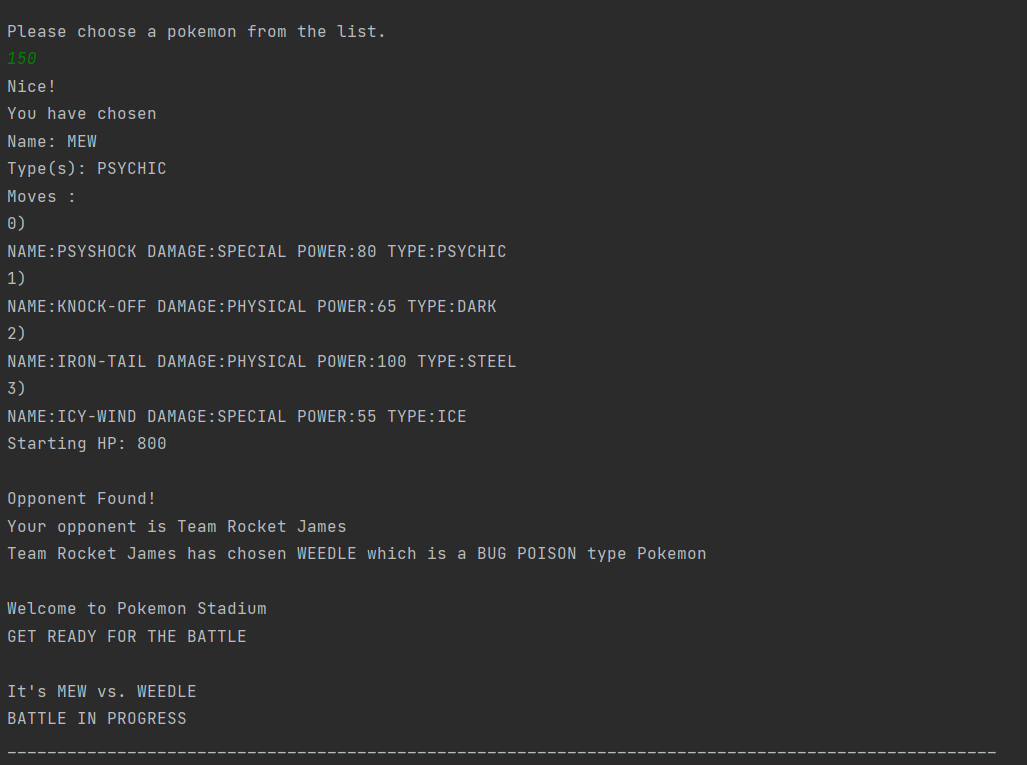 Please choose a pokemon from the list.
150
Nice!
You have chosen
Name: MEW
Type(s): PSYCHIC
Moves :
0)
NAME:PSYSHOCK DAMAGE:SPECIAL POWER:80 TYPE:PSYCHIC
1)
NAME:KNOCK-OFF DAMAGE:PHYSICAL POWER:65 TYPE:DARK
2)
NAME:IRON-TAIL DAMAGE:PHYSICAL POWER:100 TYPE:STEEL
3)
NAME:ICY-WIND DAMAGE:SPECIAL POWER:55 TYPE:ICE
Starting HP: 800
Opponent Found!
Your opponent is Team Rocket James
Team Rocket James has chosen WEEDLE which is a BUG POISON type Pokemon
Welcome to Pokemon Stadium
GET READY FOR THE BATTLE
It's MEW vs. WEEDLE
BATTLE IN PROGRESS
___________________________________________________________________________________________________